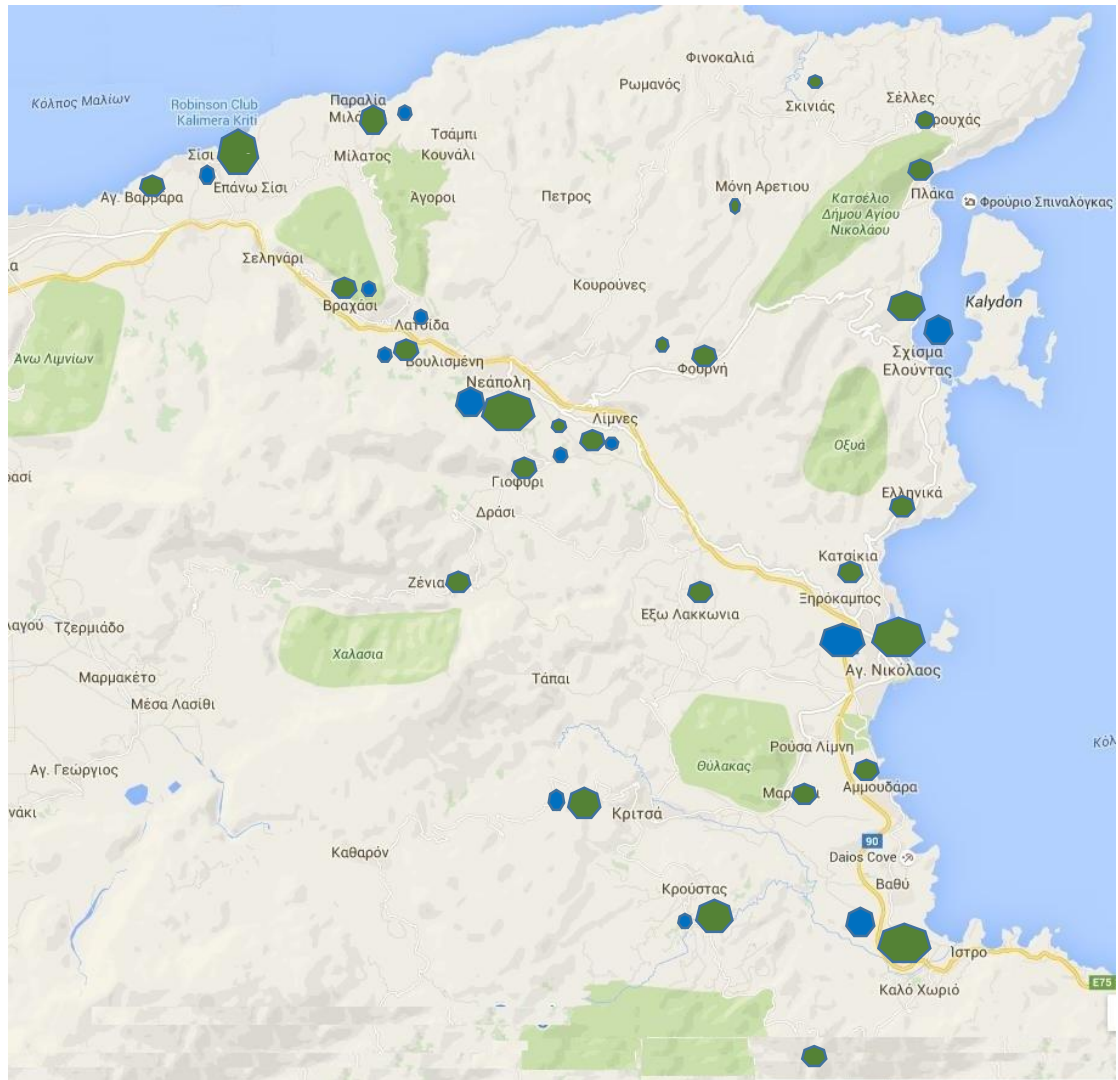 Φινοκαλιά
Ρωμανός
Σκινιάς
Σέλλες
Κόλπος Μαλίων
Robinson Club
Kalimera Kriti
Παραλία
Τσάμπι
Κουνάλι
Σίσι
Μίλατος
Επάνω Σίσι
Άγοροι
Πετρος
Μόνη Αρετιου
Αγ. Βαρβάρα
Κατσέλιο
Δήμου Αγίου
Νικολάου
Πλάκα
Φρούριο Σπιναλόγκας
Σεληνάρι
Κουρούνες
Kalydon
Βραχάσι
Λατσίδα
Άνω Λιμνίων
Βουλισμένη
Φουρνή
Σχίσμα
Ελούντας
Νεάπολη
Λίμνες
Οξυά
Γιοφύρι
Ελληνικά
Δράσι
Κατσίκια
Ζένια
Ξηρόκαμπος
Εξω Λακκωνια
Τζερμιάδο
Χαλασια
Αγ. Νικόλαος
Μαρμακέτο
Τάπαι
Μέσα Λασίθι
Ρούσα Λίμνη
Θύλακας
Αγ. Γεώργιος
Αμμουδάρα
Κριτσά
90
Καθαρόν
Daios Cove
Βαθύ
Κρούστας
Ίστρο
Καλό Χωριό
E75